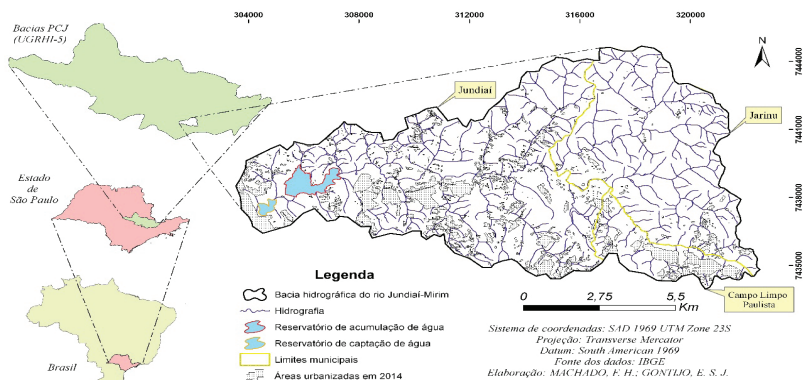 Bacias PCJ
(UGRHI-5)
Estado
de
São Paulo
Brasil
304000
308000
312000
316000
320000
N
7444000
7441000
7438000
7435000
Jundiaí
Jarinu
Campo Limpo
Paulista
Legenda
Bacia hidrográfica do rio Jundiaí-Mirim
Hidrografia
Reservatório de acumulação de água
Reservatório de captação de água
Limites municipais
Áreas urbanizadas em 2014
0 2,75 5,5
Km
Sistema de coordenadas: SAD 1969 UTM Zone 23S
Projeção: Transverse Mercator
Datum: South American 1969
Fonte dos dados: IBGE
Elaboração: MACHADO, F. H.; GONTIJO, E. S. J.